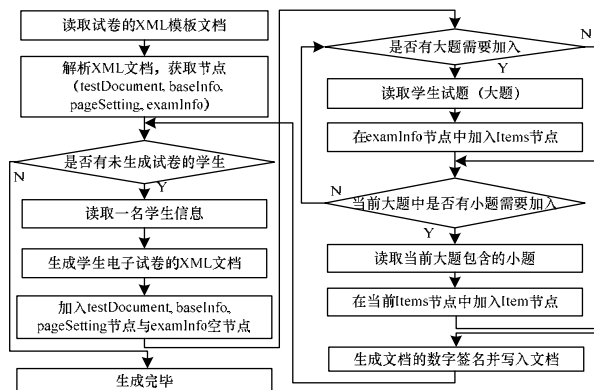 读取试卷的XML模板文档
解析XML文档，获取节点
（testDocument, baseInfo,
pageSetting, examInfo）
是否有未生成试卷的学生
N
Y
读取一名学生信息
生成学生电子试卷的XML文档
加入testDocument, baseInfo,
pageSetting节点与examInfo空节点
生成完毕
是否有大题需要加入
N
Y
读取学生试题（大题）
在examInfo节点中加入Items节点
N
当前大题中是否有小题需要加入
Y
读取当前大题包含的小题
在当前Items节点中加入Item节点
生成文档的数字签名并写入文档